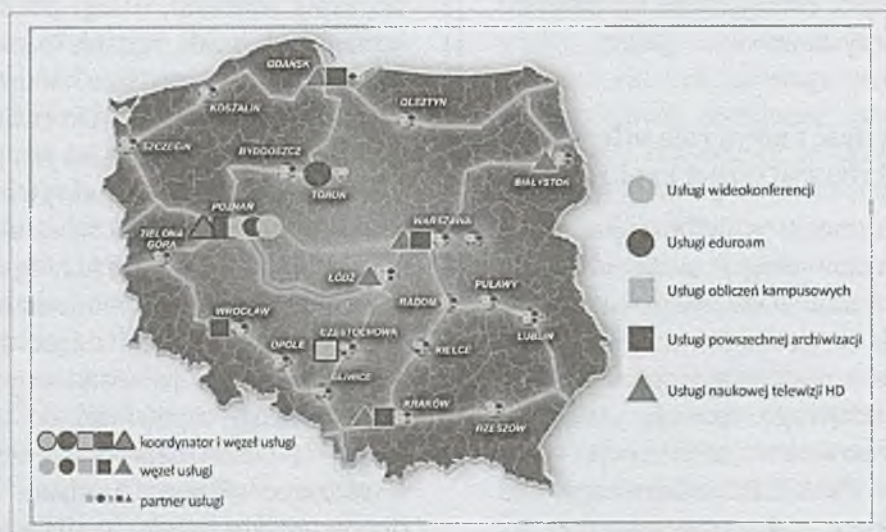 GDAŃSK
KOSZALIN
OLSZTYN
SZCZECIN
BYDGOSZCZ
TORUŃ
BIAŁYSTOK
POZNAŃ
WARSZAWA
ZIELONA
GÓRA
ŁÓDŹ
PUŁAWY
RADOM
WROCŁAW
CZĘSTOCHOWA
LUBLIN
OPOLE
KIELCE
GLIWICE
KRAKÓW
RZESZÓW
Usługi wideokonferencji
Usługi eduroam
Usługi obliczeń kampusowych
Usługi powszechnej archiwizacji
Usługi naukowej telewizji HD
koordynator i węzeł usługi
węzeł usługi
partner usługi